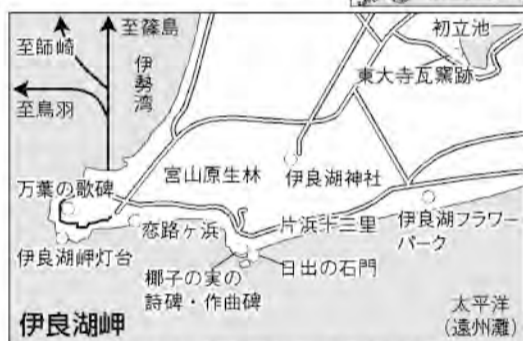 至師崎
至篠島
伊勢湾
至鳥羽
初立池
東大寺瓦窯跡
宮山原生林
伊良湖神社
万葉の歌碑
恋路ヶ浜
片浜十三里
伊良湖フラワー
パーク
伊良湖岬灯台
日出の石門
椰子の実の
詩碑・作曲碑
伊良湖岬
太平洋
(遠州灘)